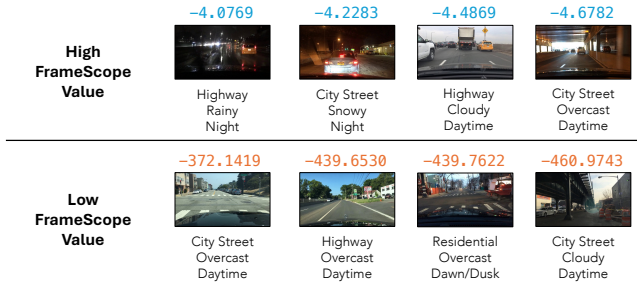 High
FrameScope
Value
-4.0769 -4.2283 -4.4869 -4.6782
Highway City Street Highway City Street
Rainy Snowy Cloudy Overcast
Night Night Daytime Daytime
Low
FrameScope
Value
-372.1419 -439.6530 -439.7622 -460.9743
City Street Highway Residential City Street
Overcast Overcast Overcast Cloudy
Daytime Daytime Dawn/Dusk Daytime